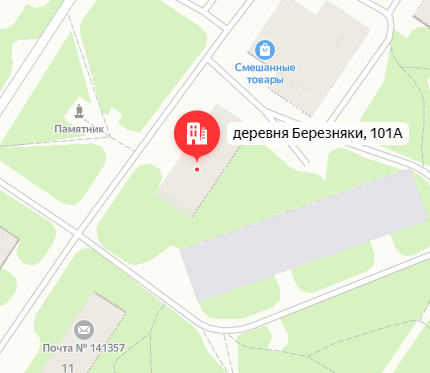 Смешанные
товары
Памятник
деревня Березняки, 101А
Почта № 141357
11